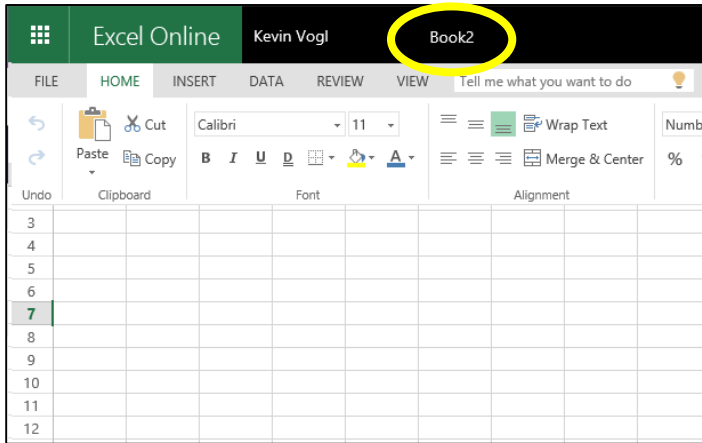 Excel Online Kevin Vogl Book2
FILE HOME INSERT DATA REVIEW VIEW Tell me what you want to do
Cut Calibri 11 Wrap Text Numb
Paste Copy B I U D A Merge & Center %
Undo Clipboard Font Alignment
3
4
5
6
7
8
9
10
11
12